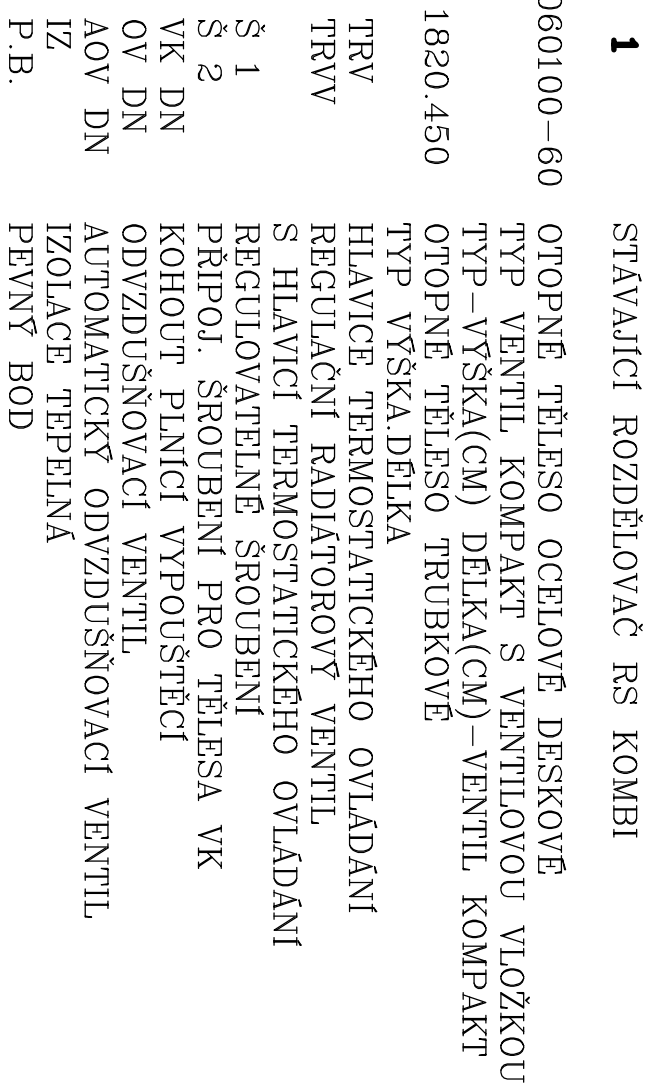 1 STÁVAJÍCÍ ROZDĚLOVAČ RS KOMBI
060100-60 OTOPNÉ TĚLESO OCELOVÉ DESKOVÉ
TYP VENTIL KOMPAKT S VENTILOVOU VLOŽKOU
TYP-VÝŠKA(CM) DÉLKA(CM)-VENTIL KOMPAKT
1820.450 OTOPNÉ TĚLESO TRUBKOVÉ
TYP VÝŠKA.DÉLKA
TRV HLAVICE TERMOSTATICKÉHO OVLÁDÁNÍ
TRVV REGULAČNÍ RADIÁTOROVÝ VENTIL
S HLAVICÍ TERMOSTATICKÉHO OVLÁDÁNÍ
Š 1 REGULOVATELNÉ ŠROUBENÍ
Š 2 PŘIPOJ. ŠROUBENÍ PRO TĚLESA VK
VK DN KOHOUT PLNÍCÍ VYPOUŠTĚCÍ
OV DN ODVZDUŠŇOVACÍ VENTIL
AOV DN AUTOMATICKÝ ODVZDUŠŇOVACÍ VENTIL
IZ IZOLACE TEPELNÁ
P.B. PEVNÝ BOD